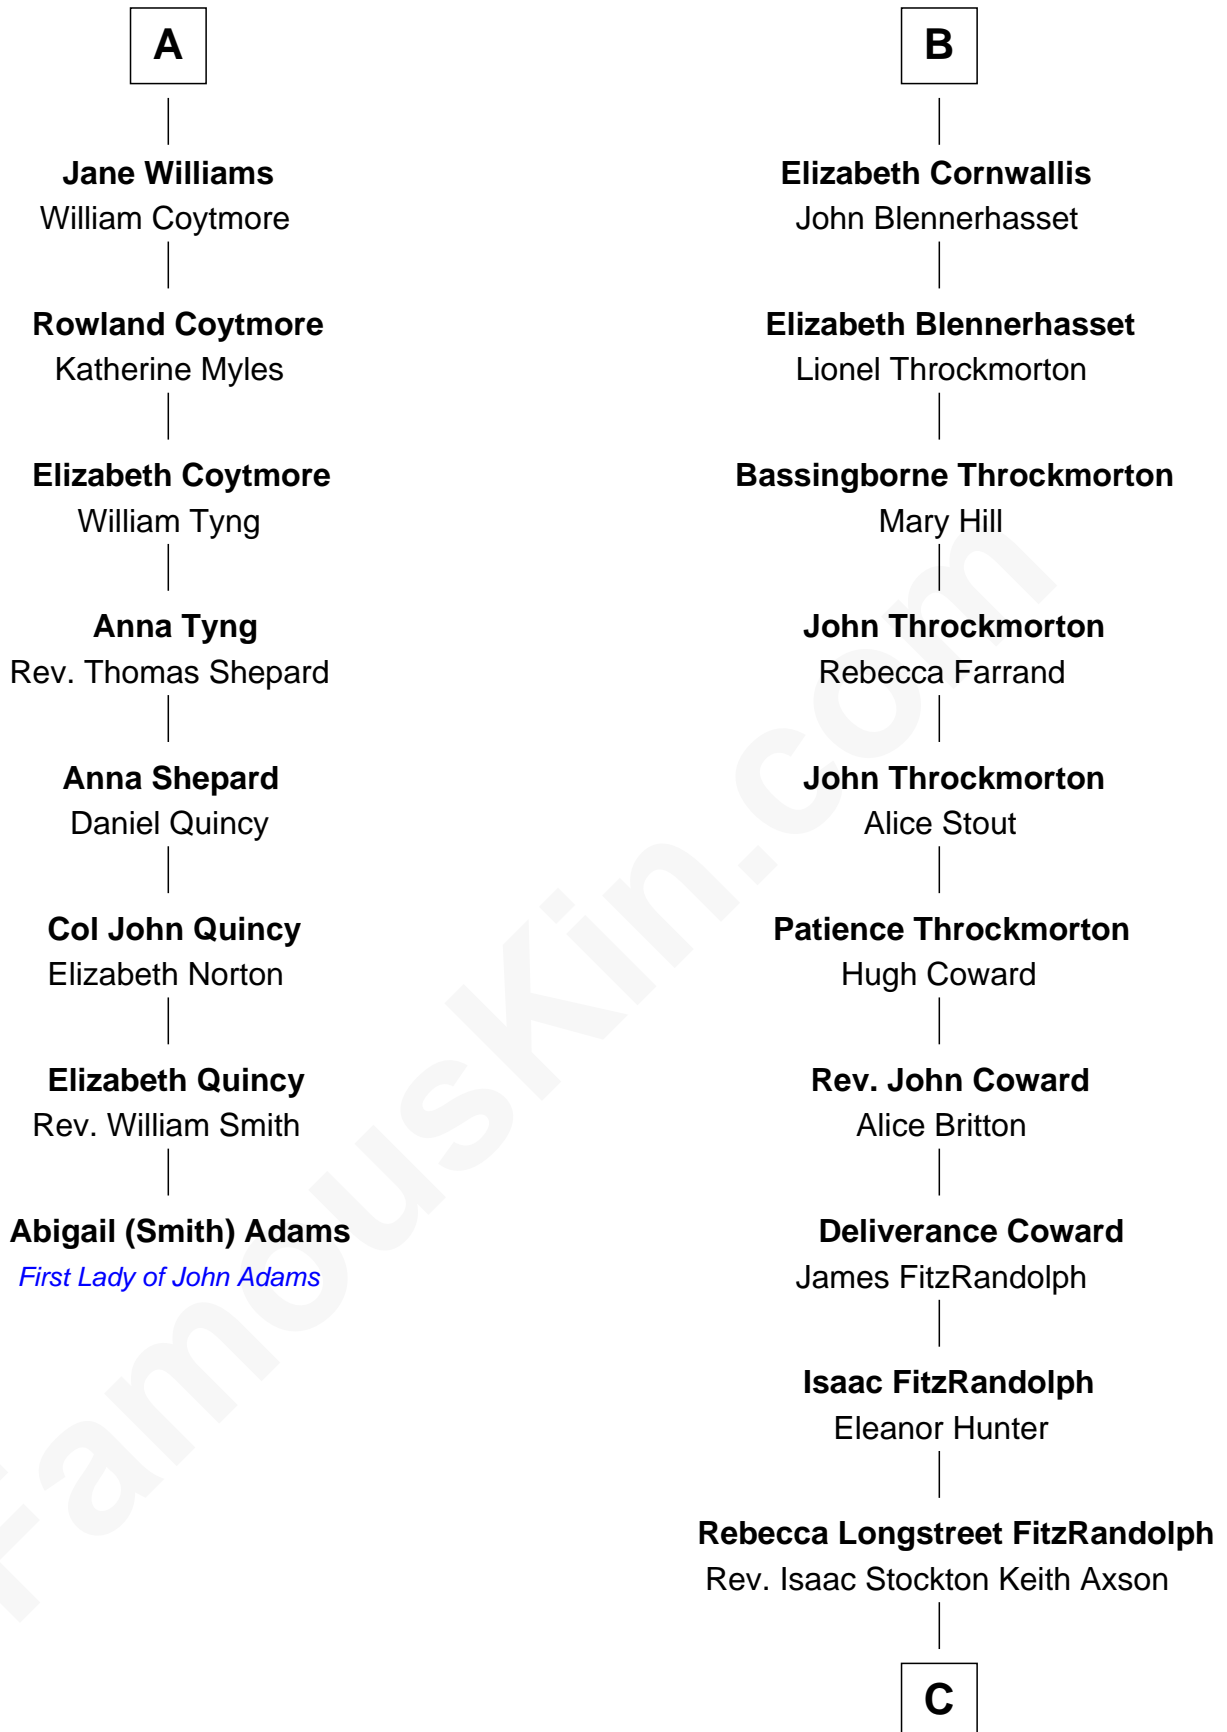 A
Jane Williams
William Coytmore
Rowland Coytmore
Katherine Myles
Elizabeth Coytmore
William Tyng
Anna Tyng
Rev. Thomas Shepard
Anna Shepard
Daniel Quincy
Col John Quincy
Elizabeth Norton
Elizabeth Quincy
Rev. William Smith
Abigail (Smith) Adams
First Lady of John Adams
B
Elizabeth Cornwallis
John Blennerhasset
Elizabeth Blennerhasset
Lionel Throckmorton
Bassingborne Throckmorton
Mary Hill
John Throckmorton
Rebecca Farrand
John Throckmorton
Alice Stout
Patience Throckmorton
Hugh Coward
Rev. John Coward
Alice Britton
Deliverance Coward
James FitzRandolph
Isaac FitzRandolph
Eleanor Hunter
Rebecca Longstreet FitzRandolph
Rev. Isaac Stockton Keith Axson
C
FamousKin.com